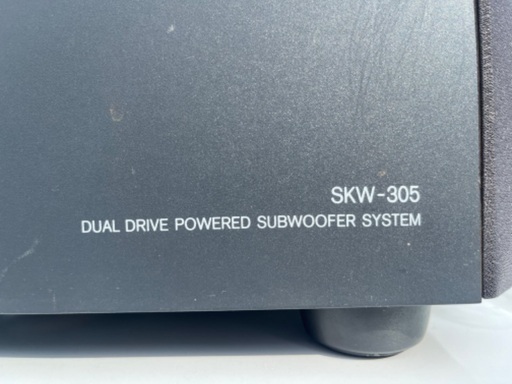 SKW-305
DUAL DRIVE POWERED SUBWOOFER SYSTEM